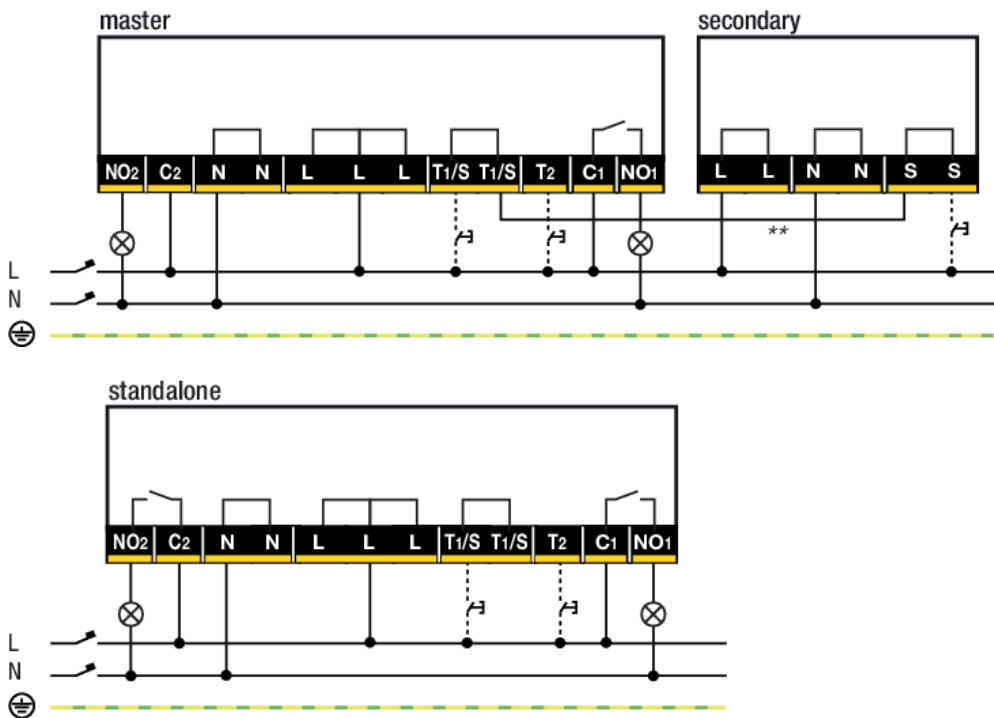 master
secondary
NO2 C2 N N L L L T1/S T1/S T2 C1 NO1
L L N N S S
**
L
N
standalone
NO2 C2 N N L L L T1/S T1/S T2 C1 NO1
L
N